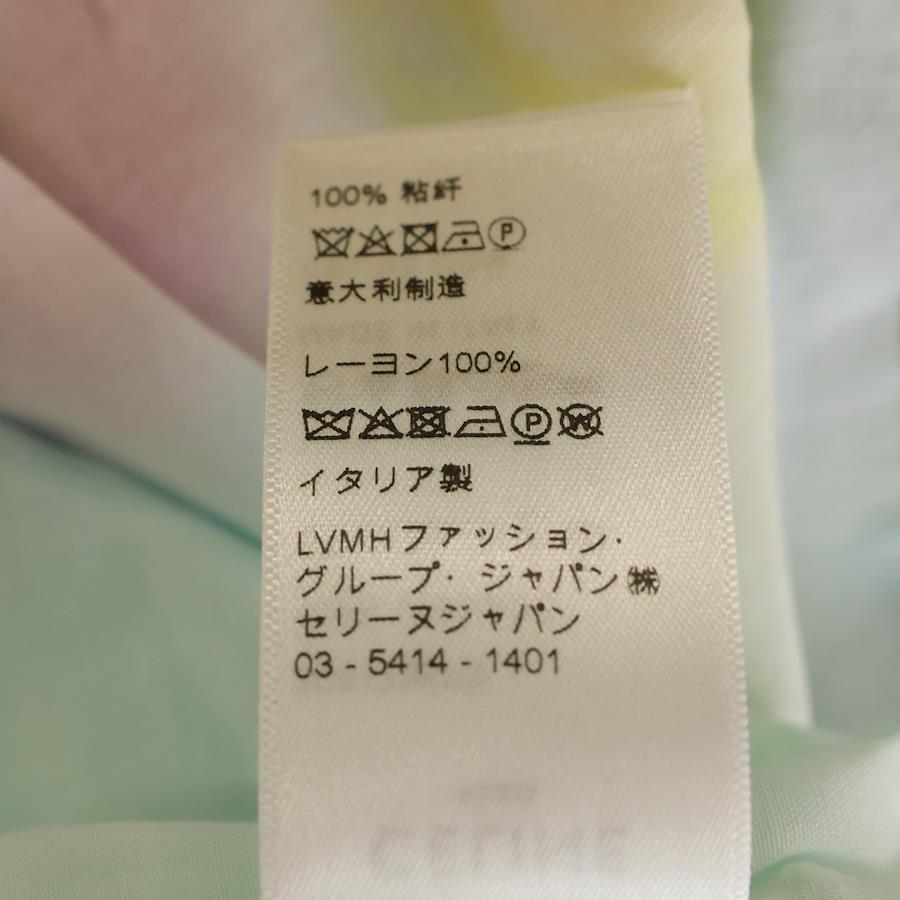 100% 粘纤
P
意大利制造
レーヨン100%
P W
イタリア製
LVMHファッション・
グループ・ジャパン㈱
セリーヌジャパン
03 - 5414 - 1401